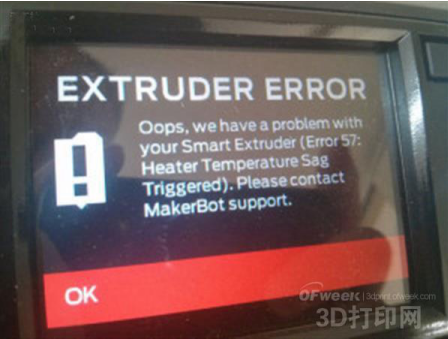 EXTRUDER ERROR
Oops, we have a problem with
your Smart Extruder (Error 57:
Heater Temperature Sag
Triggered). Please contact
MakerBot support.
OK
OFweek | 3dprint.ofweek.com
3D打印网